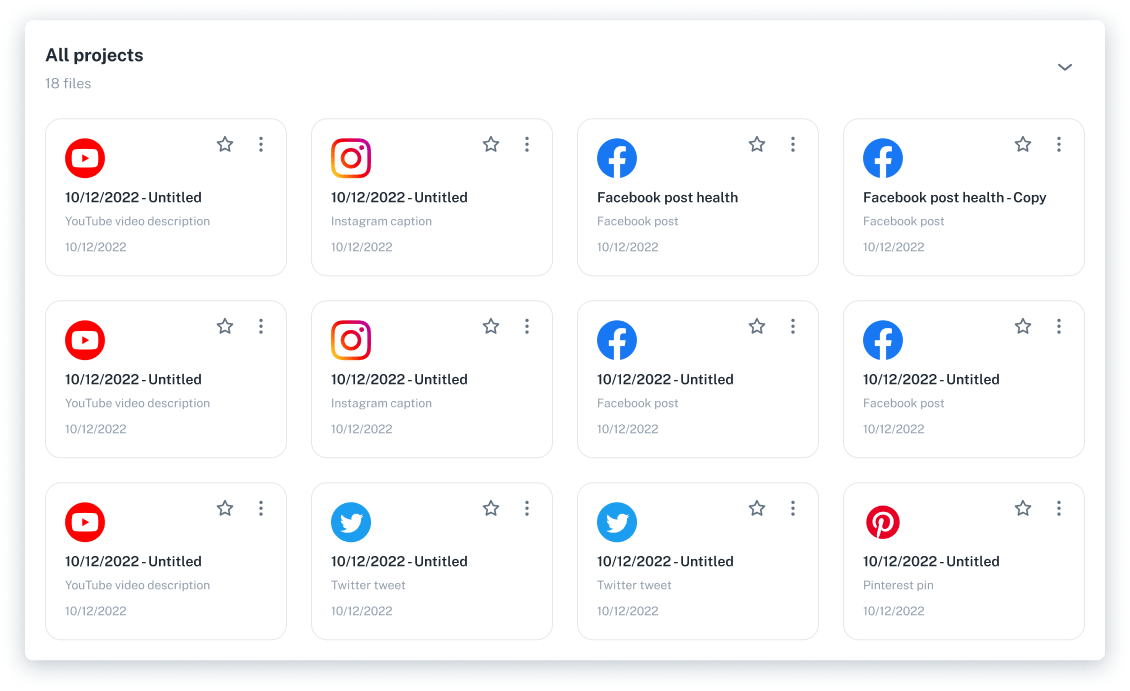 All projects
18 files
10/12/2022 - Untitled
YouTube video description
10/12/2022
10/12/2022 - Untitled
Instagram caption
10/12/2022
Facebook post health
Facebook post
10/12/2022
Facebook post health - Copy
Facebook post
10/12/2022
10/12/2022 - Untitled
YouTube video description
10/12/2022
10/12/2022 - Untitled
Instagram caption
10/12/2022
10/12/2022 - Untitled
Facebook post
10/12/2022
10/12/2022 - Untitled
Facebook post
10/12/2022
10/12/2022 - Untitled
YouTube video description
10/12/2022
10/12/2022 - Untitled
Twitter tweet
10/12/2022
10/12/2022 - Untitled
Twitter tweet
10/12/2022
10/12/2022 - Untitled
Pinterest pin
10/12/2022